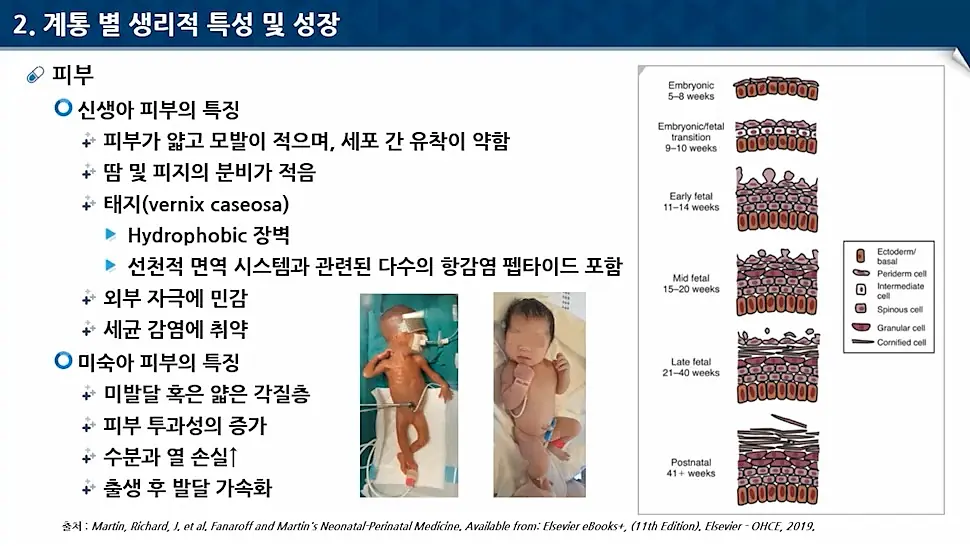 2. 계통 별 생리적 특성 및 성장
피부
신생아 피부의 특징
피부가 얇고 모발이 적으며, 세포 간 유착이 약함
땀 및 피지의 분비가 적음
태지(vernix caseosa)
Hydrophobic 장벽
선천적 면역 시스템과 관련된 다수의 항감염 펩타이드 포함
외부 자극에 민감
세균 감염에 취약
미숙아 피부의 특징
미발달 혹은 얇은 각질층
피부 투과성의 증가
수분과 열 손실↑
출생 후 발달 가속화
Embryonic
5–8 weeks
Embryonic/fetal
transition
9–10 weeks
Early fetal
11–14 weeks
Mid fetal
15–20 weeks
Late fetal
21–40 weeks
Postnatal
41+ weeks
Ectoderm/
basal
Periderm cell
Intermediate
cell
Spinous cell
Granular cell
Cornified cell
출처 : Martin, Richard, J, et al. Fanaroff and Martin's Neonatal-Perinatal Medicine. Available from: Elsevier eBooks+, (11th Edition). Elsevier - OHCE, 2019.